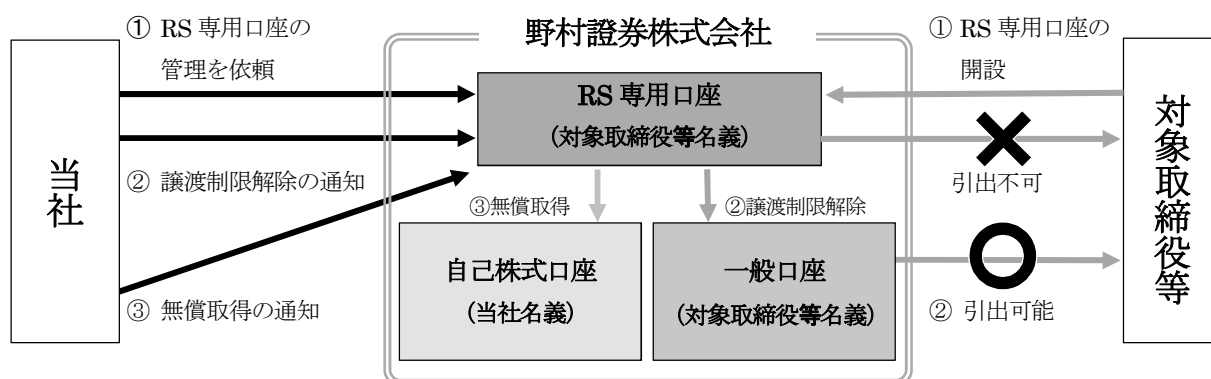 ① RS 専用口座の
管理を依頼
野村證券株式会社
① RS 専用口座の
開設
当社
RS 専用口座
(対象取締役等名義)
対象取締役等
② 譲渡制限解除の通知
引出不可
③無償取得
②譲渡制限解除
自己株式口座
(当社名義)
一般口座
(対象取締役等名義)
③ 無償取得の通知
② 引出可能